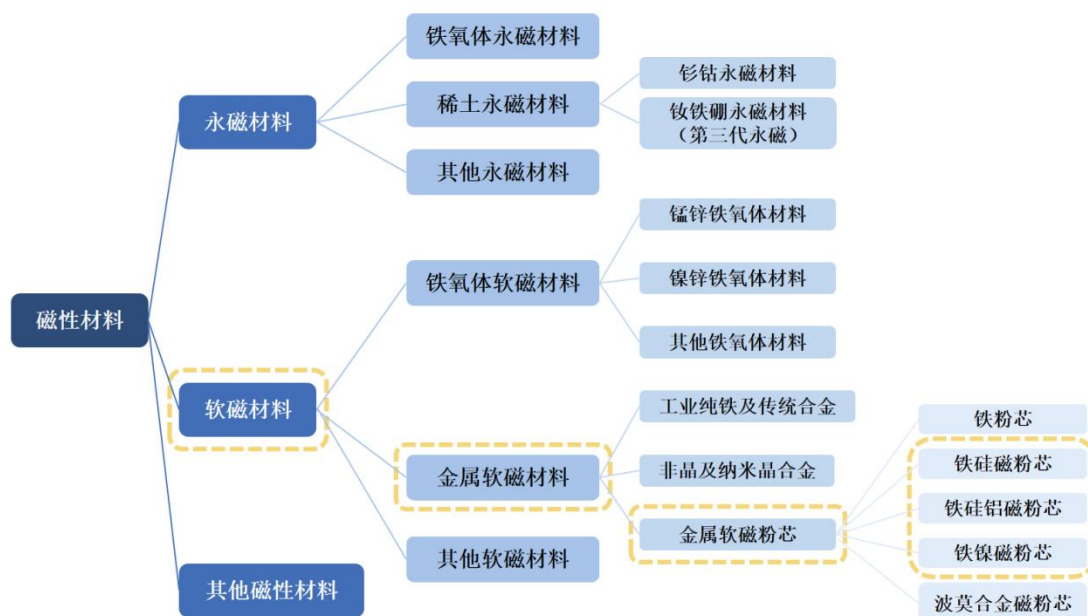 磁性材料
永磁材料
铁氧体永磁材料
稀土永磁材料
钐钴永磁材料
钕铁硼永磁材料
（第三代永磁）
其他永磁材料
软磁材料
铁氧体软磁材料
锰锌铁氧体材料
镍锌铁氧体材料
其他铁氧体材料
金属软磁材料
工业纯铁及传统合金
非晶及纳米晶合金
金属软磁粉芯
铁粉芯
铁硅磁粉芯
铁硅铝磁粉芯
铁镍磁粉芯
波莫合金磁粉芯
其他软磁材料
其他磁性材料